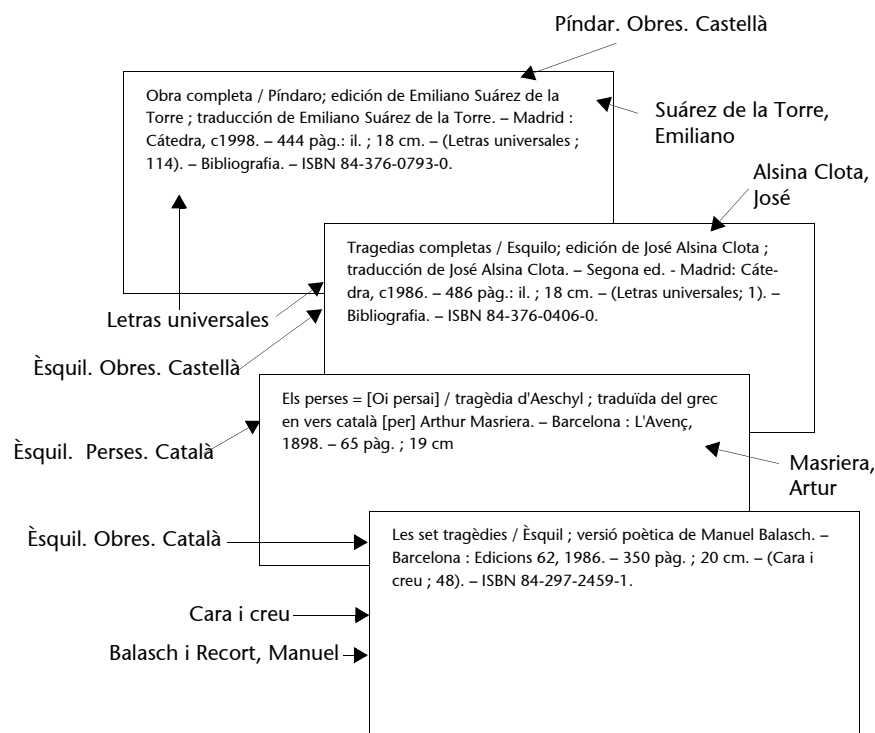 Píndar. Obres. Castellà
Obra completa / Píndaro; edición de Emiliano Suárez de la
Torre ; traducción de Emiliano Suárez de la Torre. – Madrid :
Cátedra, c1998. – 444 pàg.: il. ; 18 cm. – (Letras universales ;
114). – Bibliografia. – ISBN 84-376-0793-0.
Suárez de la Torre,
Emiliano
Alsina Clota,
José
Tragedias completas / Esquilo; edición de José Alsina Clota ;
traducción de José Alsina Clota. – Segona ed. - Madrid: Cáte-
dra, c1986. – 486 pàg.: il. ; 18 cm. – (Letras universales; 1). –
Bibliografia. – ISBN 84-376-0406-0.
Letras universales
Èsquil. Obres. Castellà
Els perses = [Oi persai] / tragèdia d'Aeschyl ; traduïda del grec
en vers català [per] Arthur Masriera. – Barcelona : L'Avenç,
1898. – 65 pàg. ; 19 cm
Èsquil. Perses. Català
Masriera,
Artur
Èsquil. Obres. Català
Les set tragèdies / Èsquil ; versió poètica de Manuel Balasch. –
Barcelona : Edicions 62, 1986. – 350 pàg. ; 20 cm. – (Cara i
creu ; 48). – ISBN 84-297-2459-1.
Cara i creu
Balasch i Recort, Manuel